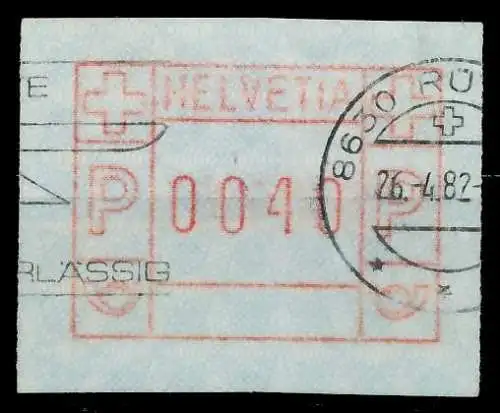 E
HELVETIA
8630 RÜ
P 0040 P
26.-4.82-
RLÄSSIG